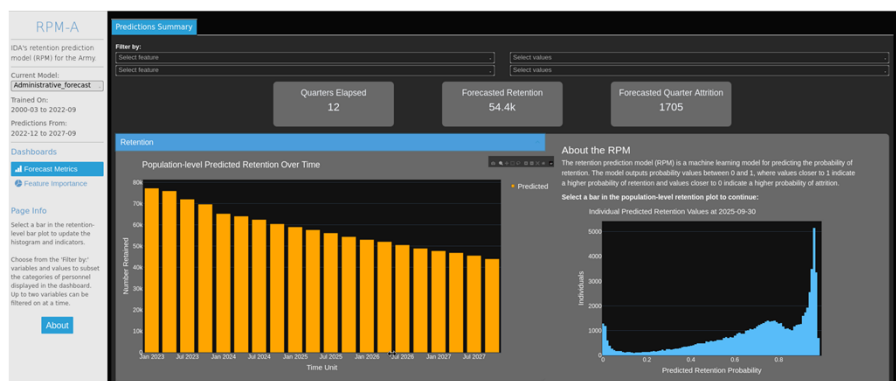 RPM-A
IDA's retention prediction
model (RPM) for the Army.
Current Model:
Administrative_forecast
Trained On:
2000-03 to 2022-09
Predictions From:
2022-12 to 2027-09
Dashboards
Forecast Metrics
Feature Importance
Page Info
Select a bar in the retention-
level bar plot to update the
histogram and indicators.
Choose from the 'Filter by:'
variables and values to subset
the categories of personnel
displayed in the dashboard.
Up to two variables can be
filtered on at a time.
About
Predictions Summary
Filter by:
Select feature
Select values
Select feature
Select values
Quarters Elapsed
12
Forecasted Retention
54.4k
Forecasted Quarter Attrition
1705
Retention
Population-level Predicted Retention Over Time
Predicted
80k
70k
60k
50k
40k
30k
20k
10k
0
Number Retained
Jan 2023 Jul 2023 Jan 2024 Jul 2024 Jan 2025 Jul 2025 Jan 2026 Jul 2026 Jan 2027 Jul 2027
Time Unit
About the RPM
The retention prediction model (RPM) is a machine learning model for predicting the probability of
retention. The model outputs probability values between 0 and 1, where values closer to 1 indicate
a higher probability of retention and values closer to 0 indicate a higher probability of attrition.
Select a bar in the population-level retention plot to continue:
Individual Predicted Retention Values at 2025-09-30
5000
4000
3000
2000
1000
0
Individuals
0 0.2 0.4 0.6 0.8
Predicted Retention Probability